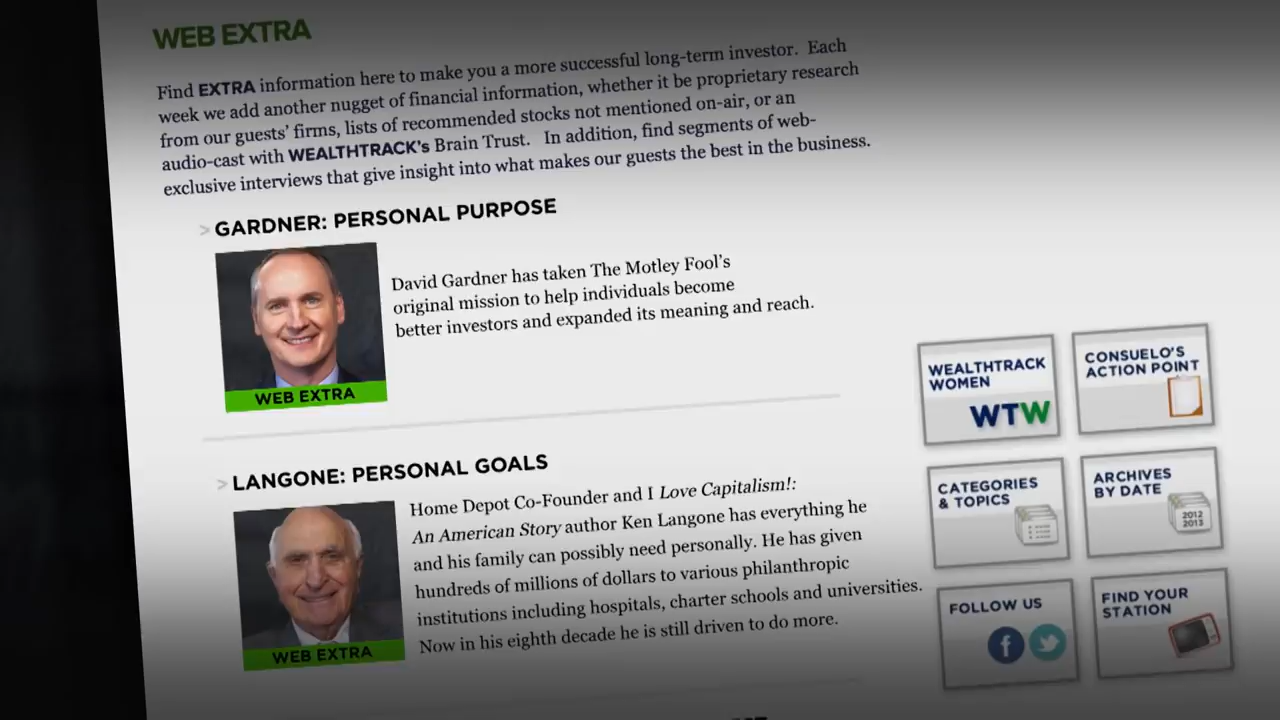 WEB EXTRA
Find EXTRA information here to make you a more successful long-term investor. Each
week we add another nugget of financial information, whether it be proprietary research
from our guests' firms, lists of recommended stocks not mentioned on-air, or an
audio-cast with WEALTHTRACK's Brain Trust. In addition, find segments of web-
exclusive interviews that give insight into what makes our guests the best in the business.
> GARDNER: PERSONAL PURPOSE
David Gardner has taken The Motley Fool's
original mission to help individuals become
better investors and expanded its meaning and reach.
WEB EXTRA
> LANGONE: PERSONAL GOALS
Home Depot Co-Founder and I Love Capitalism!:
An American Story author Ken Langone has everything he
and his family can possibly need personally. He has given
hundreds of millions of dollars to various philanthropic
institutions including hospitals, charter schools and universities.
Now in his eighth decade he is still driven to do more.
WEB EXTRA
WEALTHTRACK
WOMEN
WTW
CONSUELO'S
ACTION POINT
CATEGORIES
& TOPICS
ARCHIVES
BY DATE
2012
2013
FOLLOW US
f
FIND YOUR
STATION